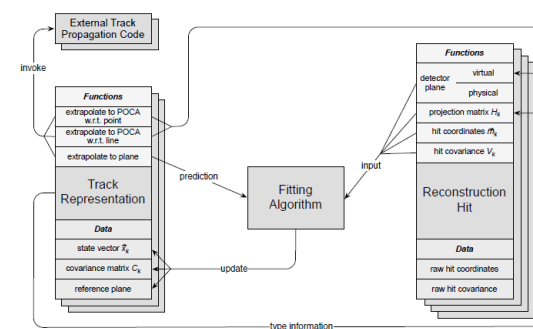 External Track
Propagation Code
invoke
Functions
extrapolate to POCA
w.r.t. point
extrapolate to POCA
w.r.t. line
extrapolate to plane
Track
Representation
Data
state vector x̃ₖ
covariance matrix Cₖ
reference plane
prediction
Fitting
Algorithm
update
input
Functions
detector
plane
virtual
physical
projection matrix Hₖ
hit coordinates m̃ₖ
hit covariance Vₖ
Reconstruction
Hit
Data
raw hit coordinates
raw hit covariance
type information